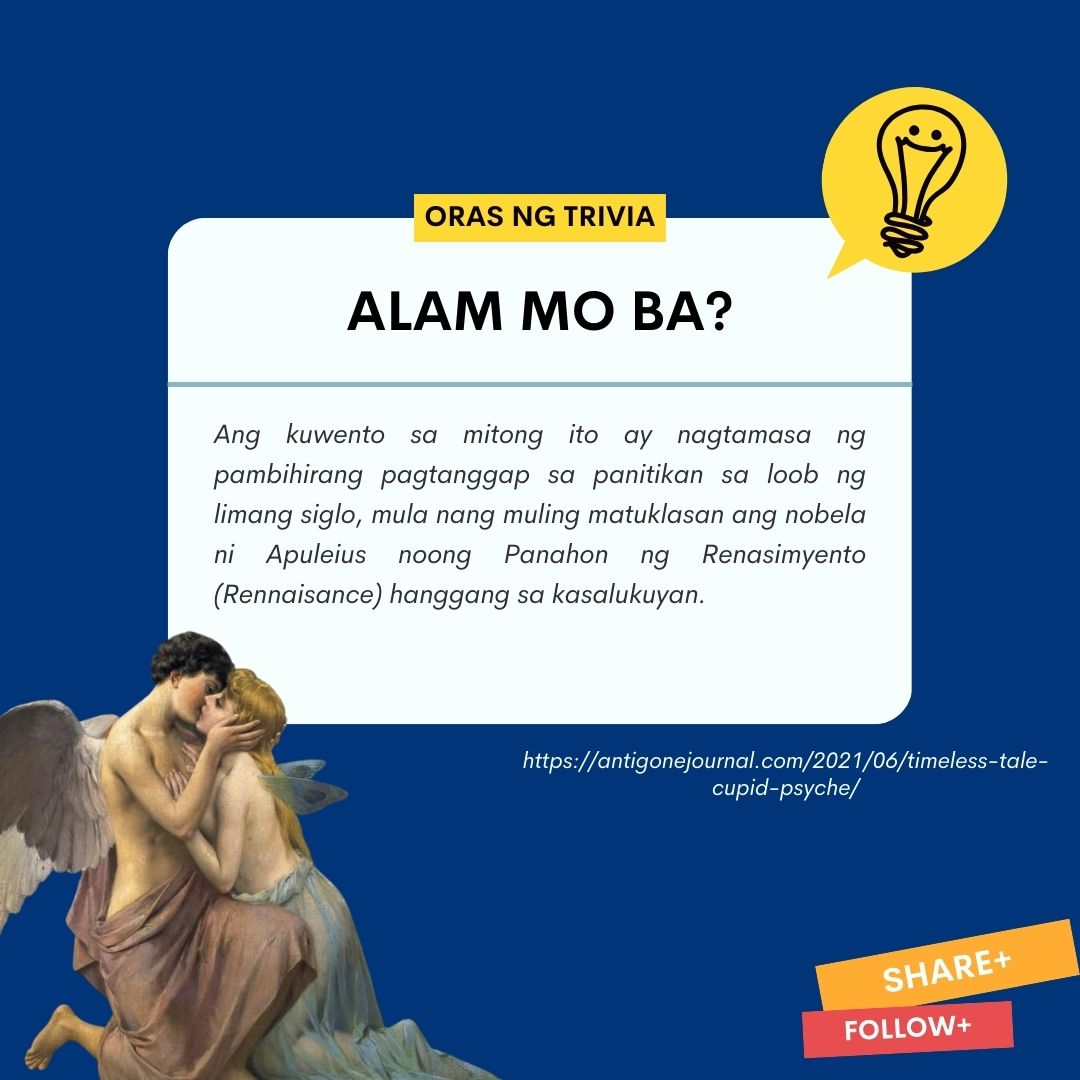 ORAS NG TRIVIA
ALAM MO BA?
Ang kuwento sa mitong ito ay nagtamasa ng
pambihirang pagtanggap sa panitikan sa loob ng
limang siglo, mula nang muling matuklasan ang nobela
ni Apuleius noong Panahon ng Renasimyento
(Rennaisance) hanggang sa kasalukuyan.
https://antigonejournal.com/2021/06/timeless-tale-
cupid-psyche/
SHARE+
FOLLOW+